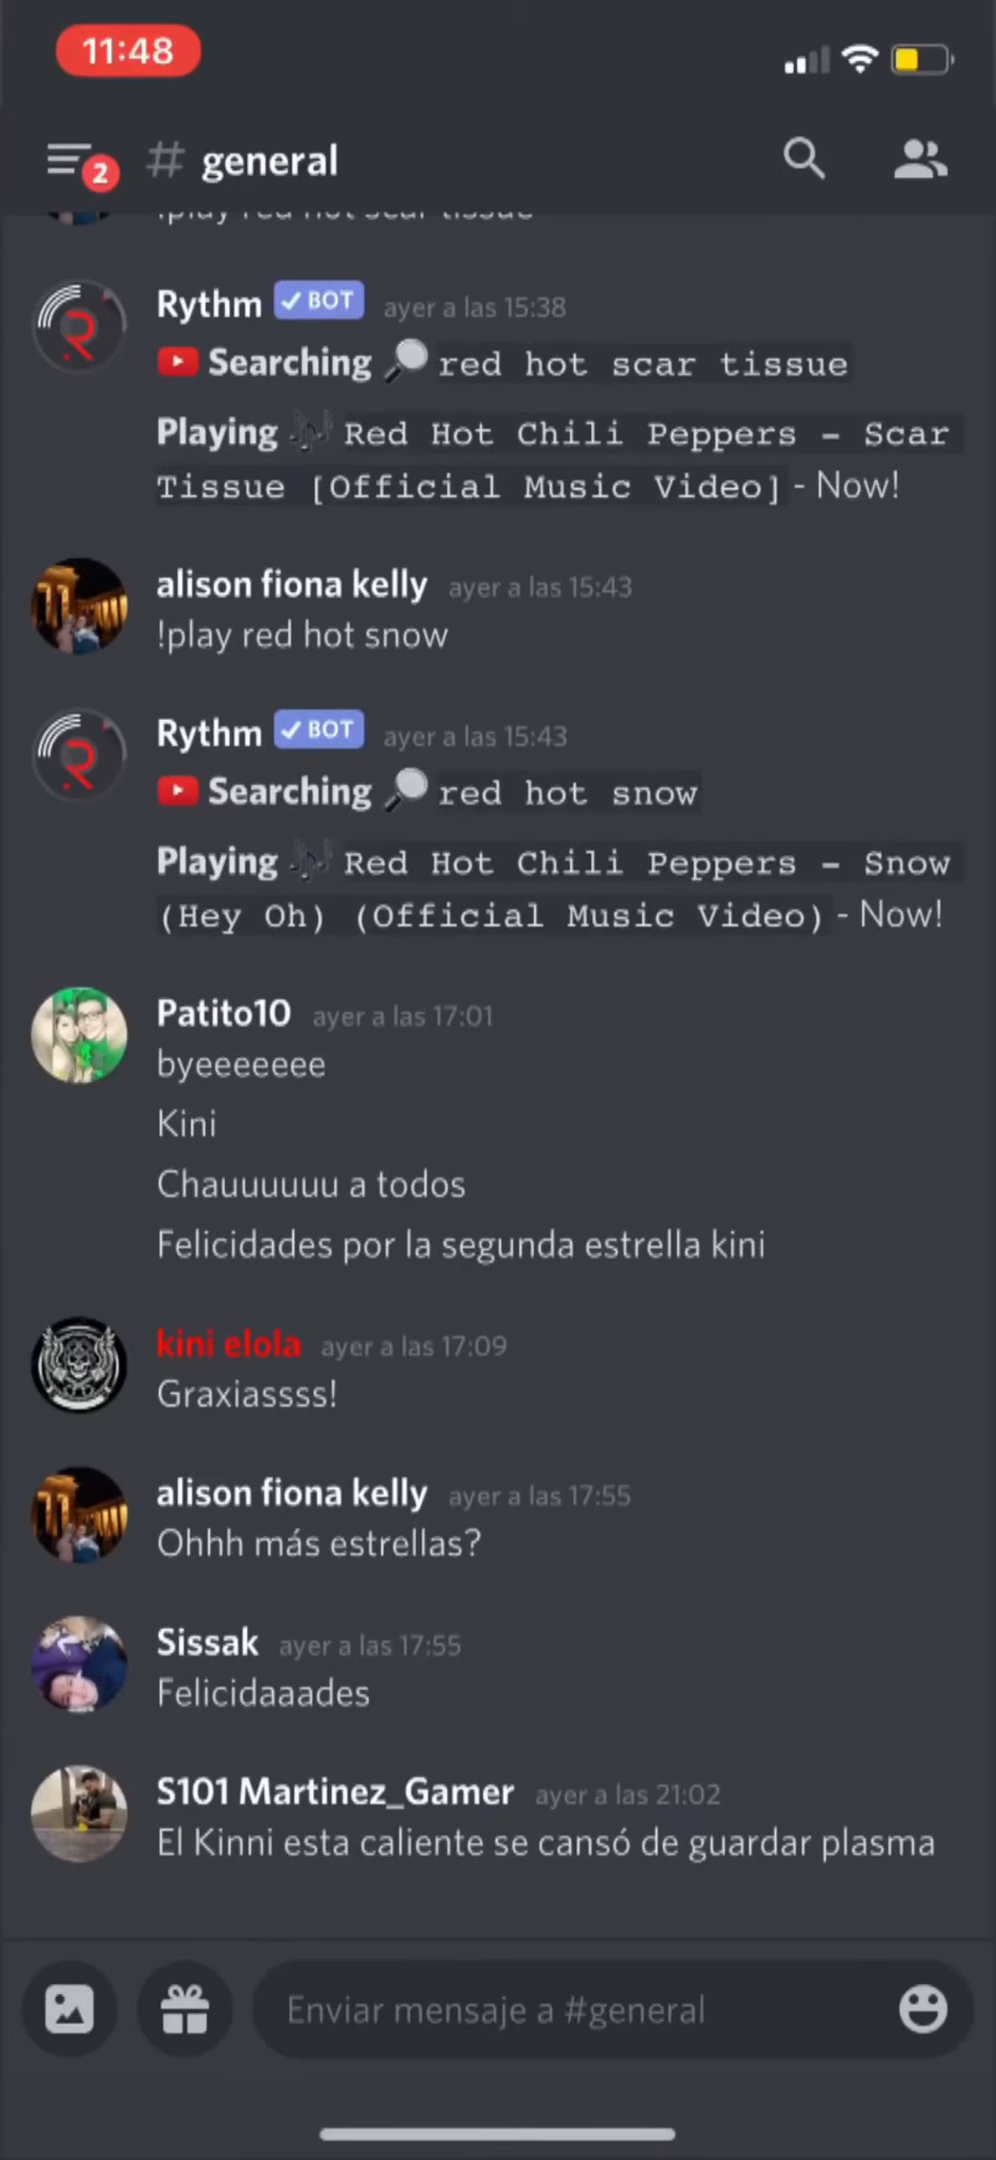 11:48
2
# general
!play red hot scar tissue
Rythm ✓ BOT ayer a las 15:38
Searching 🔎 red hot scar tissue
Playing 🎶 Red Hot Chili Peppers - Scar
Tissue [Official Music Video] - Now!
alison fiona kelly ayer a las 15:43
!play red hot snow
Rythm ✓ BOT ayer a las 15:43
Searching 🔎 red hot snow
Playing 🎶 Red Hot Chili Peppers - Snow
(Hey Oh) (Official Music Video) - Now!
Patito10 ayer a las 17:01
byeeeeeee
Kini
Chauuuuuu a todos
Felicidades por la segunda estrella kini
kini elola ayer a las 17:09
Graxiassss!
alison fiona kelly ayer a las 17:55
Ohhh más estrellas?
Sissak ayer a las 17:55
Felicidaaades
S101 Martinez_Gamer ayer a las 21:02
El Kinni esta caliente se cansó de guardar plasma
Enviar mensaje a #general